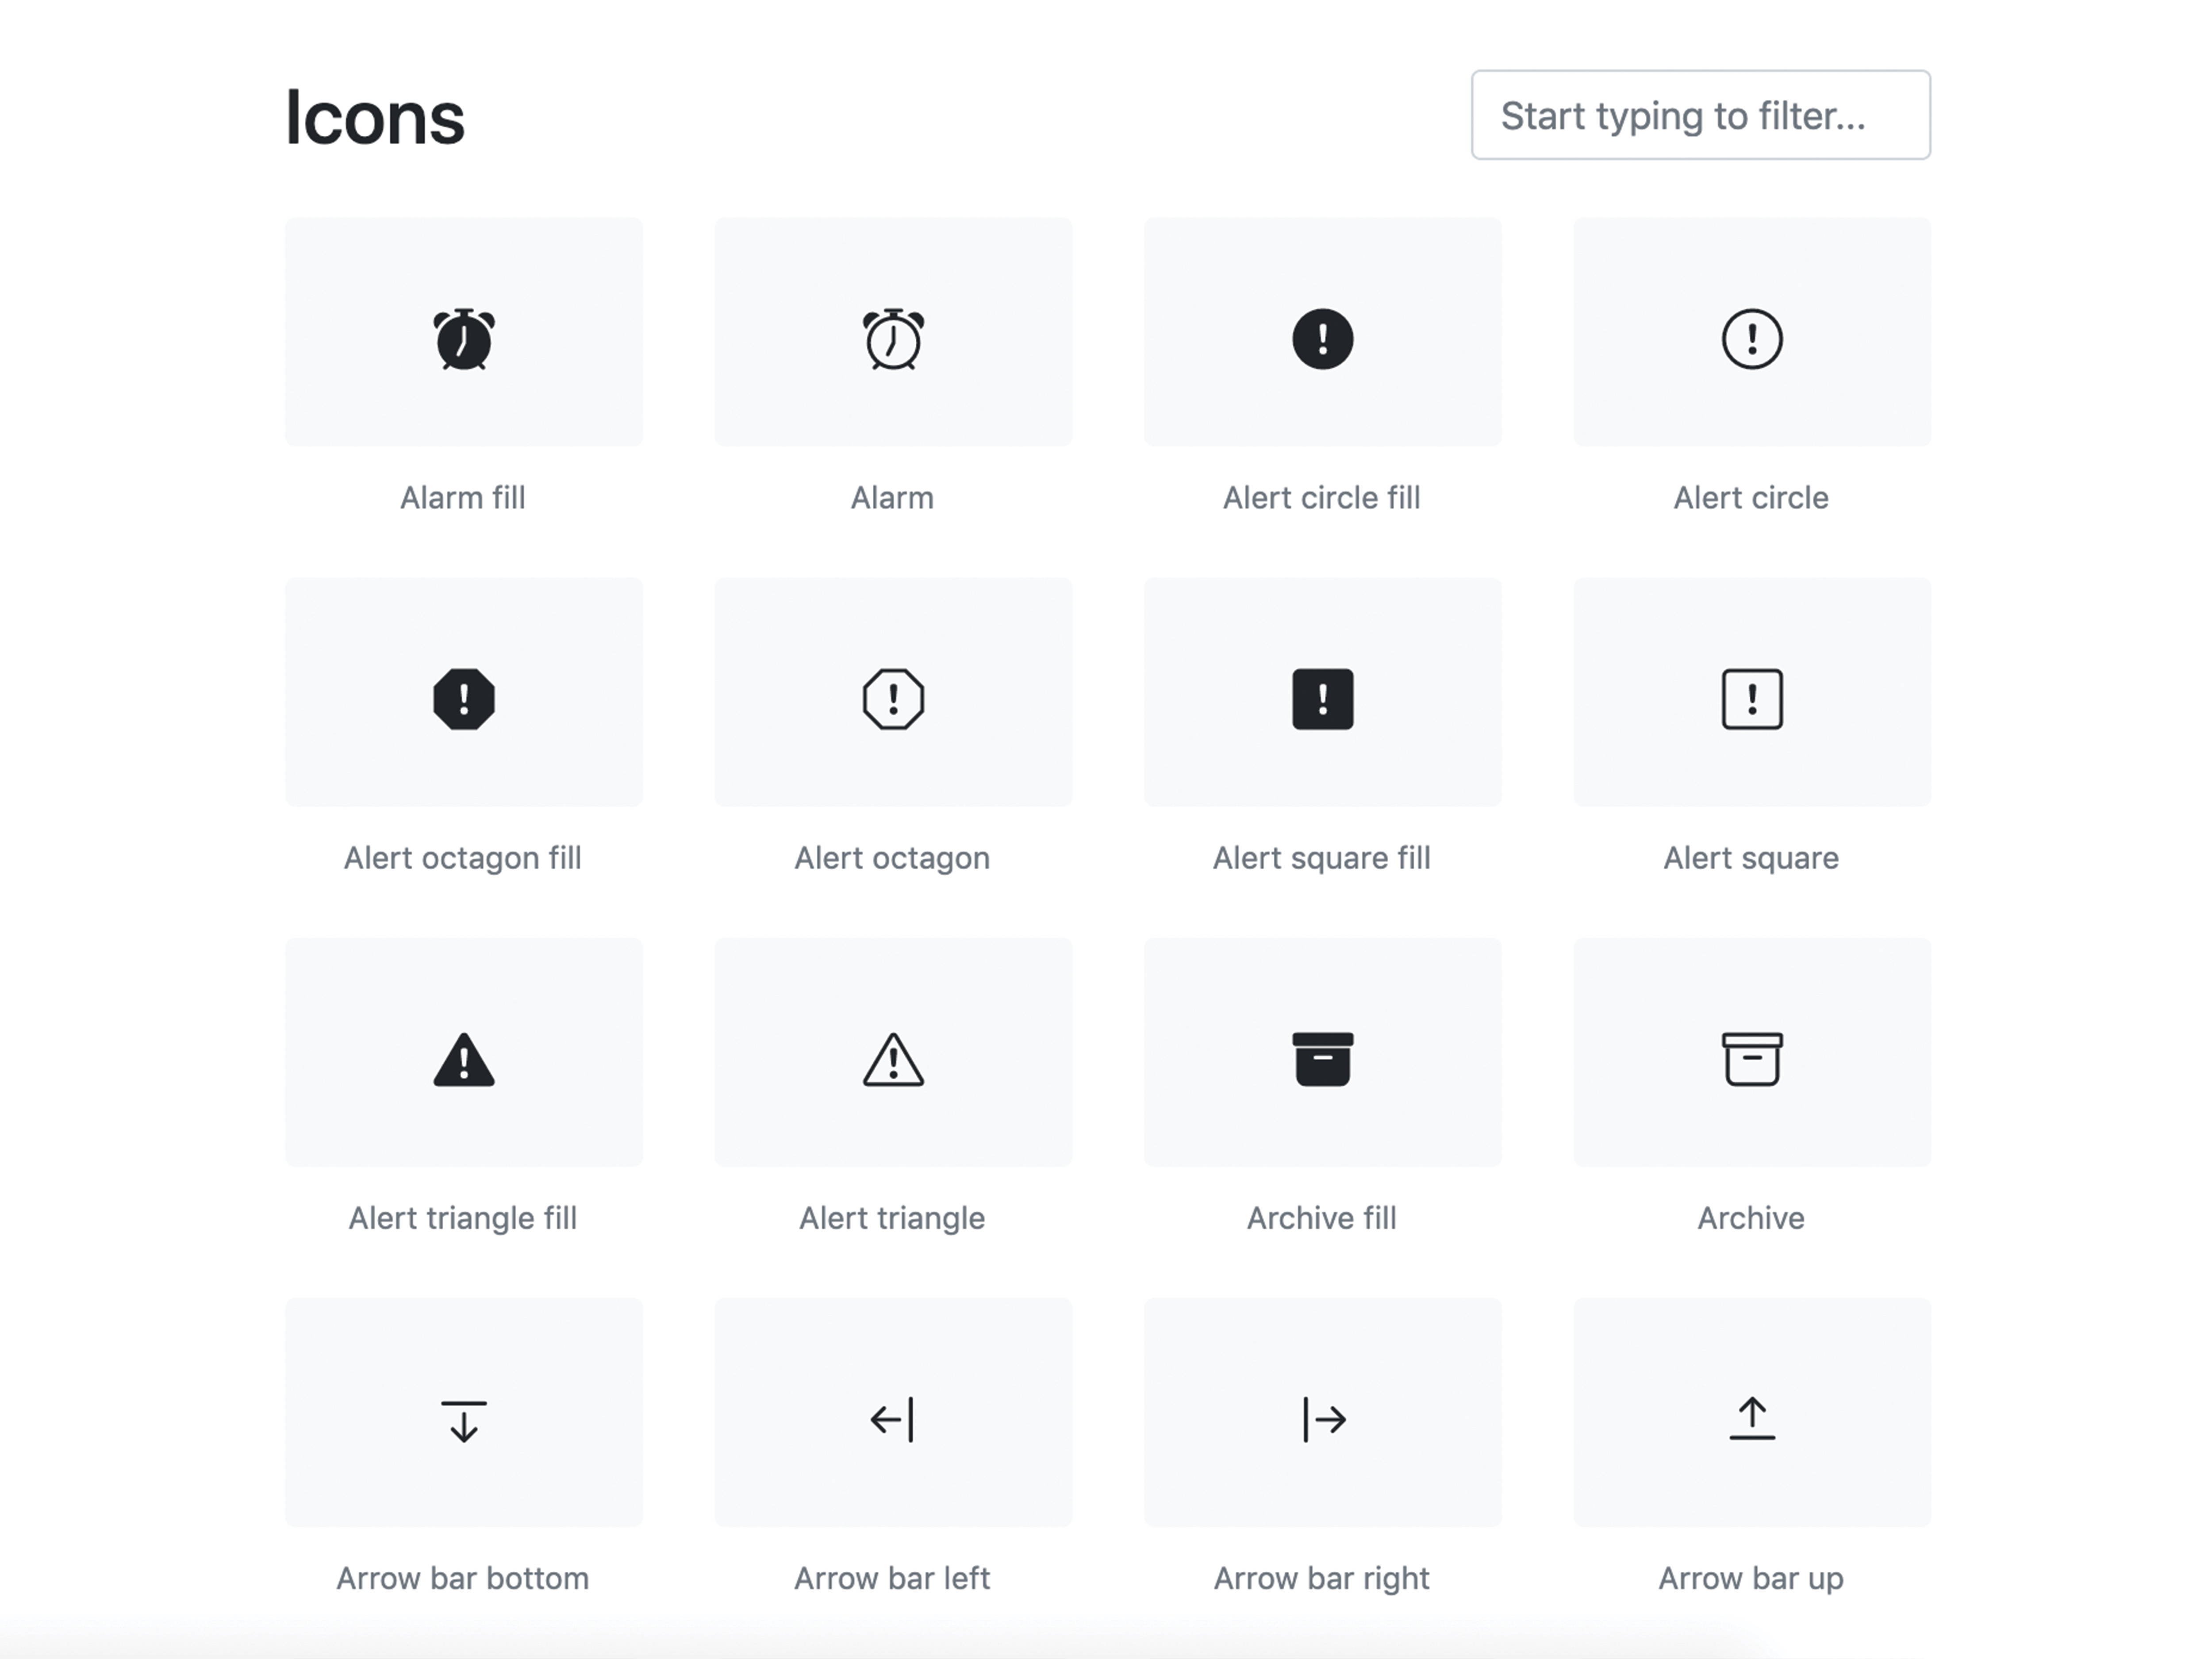 Icons
Start typing to filter...
Alarm fill
Alarm
Alert circle fill
Alert circle
Alert octagon fill
Alert octagon
Alert square fill
Alert square
Alert triangle fill
Alert triangle
Archive fill
Archive
Arrow bar bottom
Arrow bar left
Arrow bar right
Arrow bar up